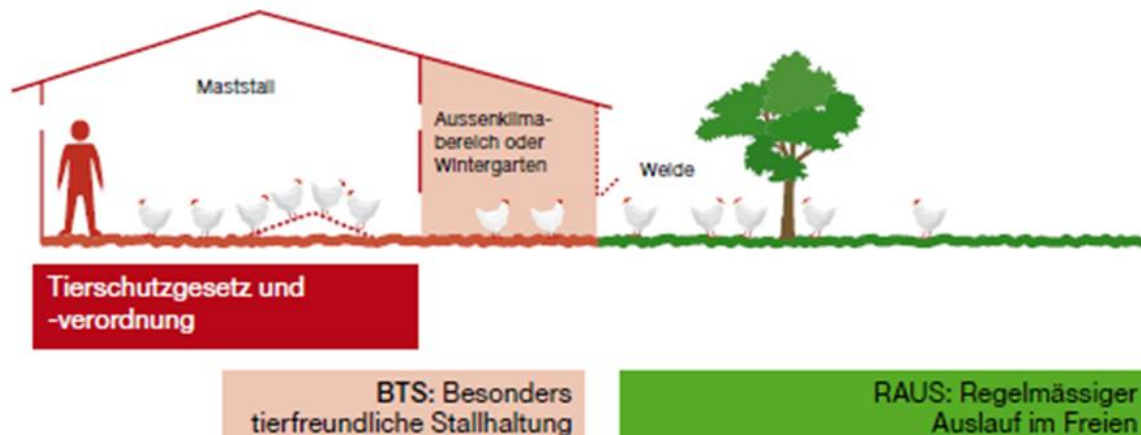 Maststall
Aussenklima-
bereich oder
Wintergarten
Weide
Tierschutzgesetz und
-verordnung
BTS: Besonders
tierfreundliche Stallhaltung
RAUS: Regelmässiger
Auslauf im Freien